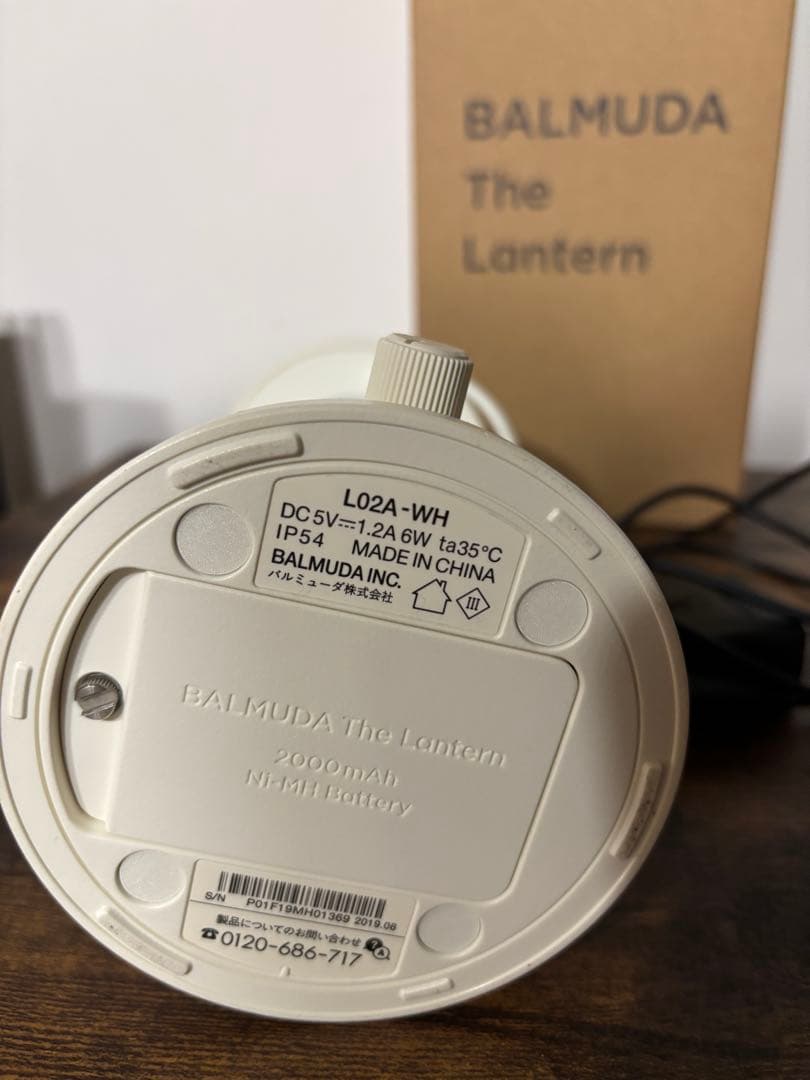 BALMUDA
The
Lantern
L02A-WH
DC5V⎓1.2A 6W ta35℃
IP54 MADE IN CHINA
BALMUDA INC.
バルミューダ株式会社
III
BALMUDA The Lantern
2000mAh
Ni-MH Battery
S/N P01F19MH01369 2019.08
製品についてのお問い合わせ
☎0120-686-717